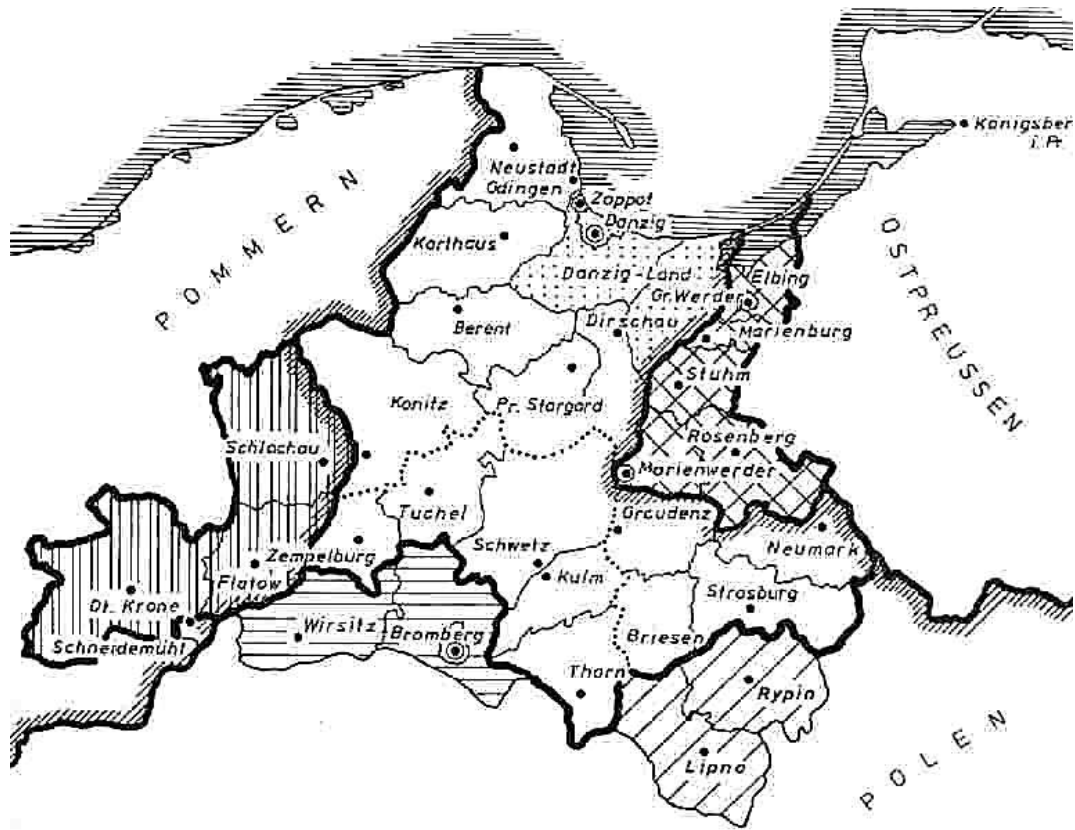 Königsber
i. Pr.
Neustadt
Gdingen
Zoppot
Danzig
POMMERN
Karthaus
OSTPREUSSEN
Danzig-Land
Elbing
Gr. Werder
Berent
Dirschau
Marienburg
Stuhm
Konitz
Pr. Stargard
Schlochau
Rosenberg
Marienwerder
Tuchel
Graudenz
Zempelburg
Schwetz
Neumark
Flatow
Kulm
Dt. Krone
Strasburg
Schneidemühl
Wirsitz
Bromberg
Briesen
Thorn
Rypin
Lipno
POLEN